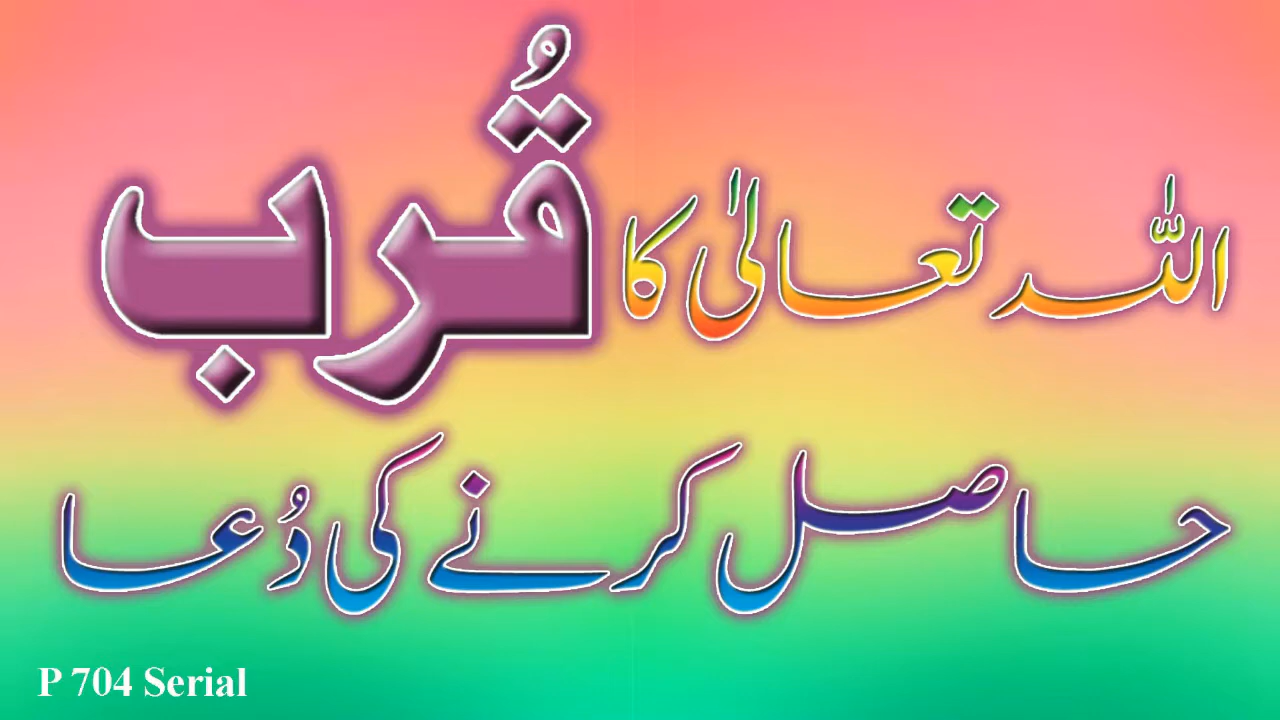 اللہ تعالیٰ کا قُرب
حاصل کرنے کی دُعا
P 704 Serial